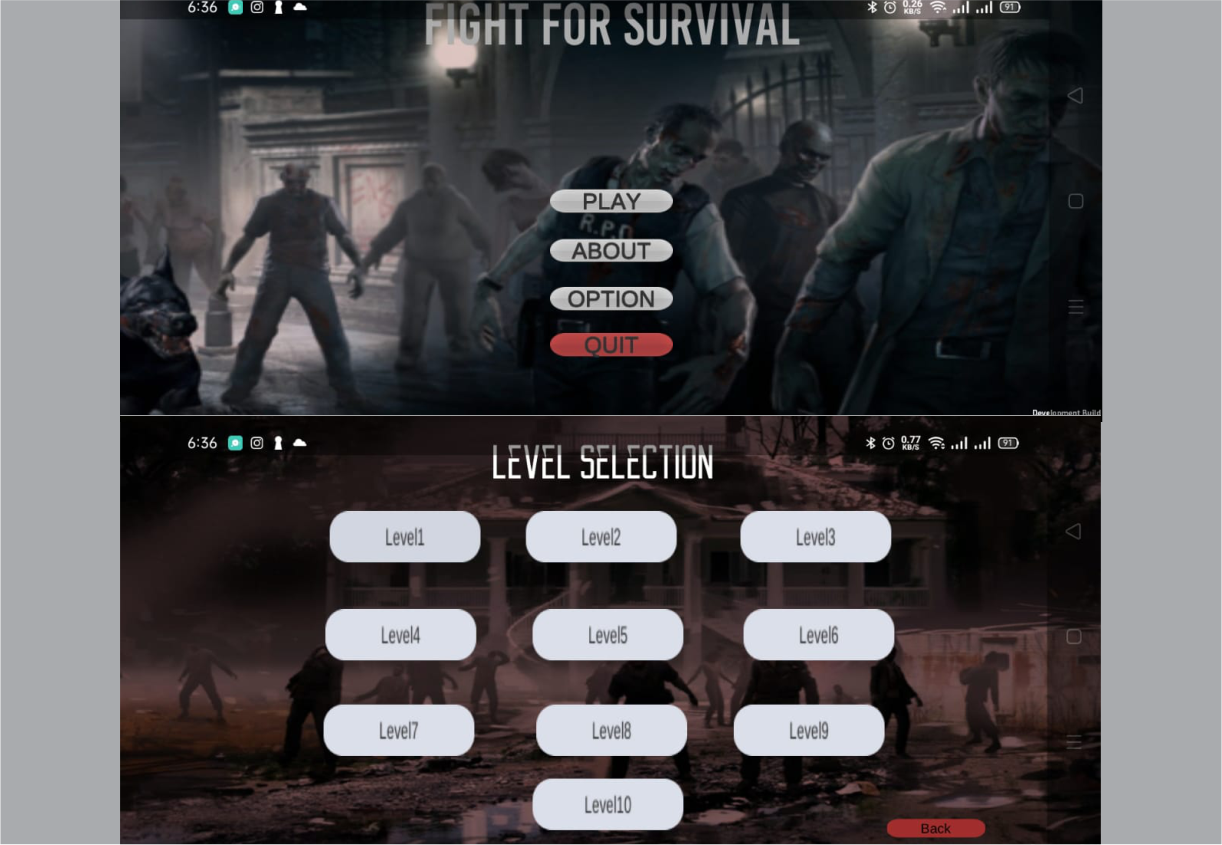 6:36
0.26
KB/S
91
FIGHT FOR SURVIVAL
PLAY
R.P.D
ABOUT
OPTION
QUIT
Development Build
6:36
0.77
KB/S
91
LEVEL SELECTION
Level1
Level2
Level3
Level4
Level5
Level6
Level7
Level8
Level9
Level10
Back